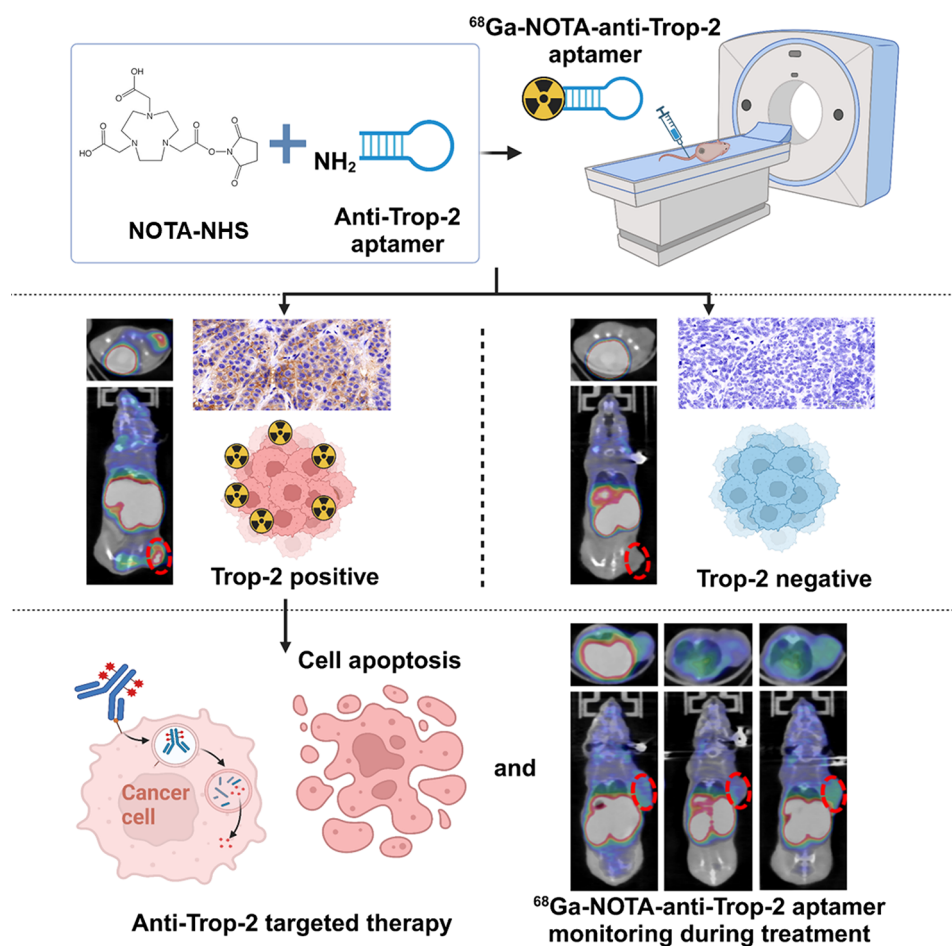 ⁶⁸Ga-NOTA-anti-Trop-2
aptamer
OH
O
N
HO
O
N
N
O
O
N
O
O
NH₂
NOTA-NHS
Anti-Trop-2
aptamer
Trop-2 positive
Trop-2 negative
Cell apoptosis
Cancer
cell
and
Anti-Trop-2 targeted therapy
⁶⁸Ga-NOTA-anti-Trop-2 aptamer
monitoring during treatment